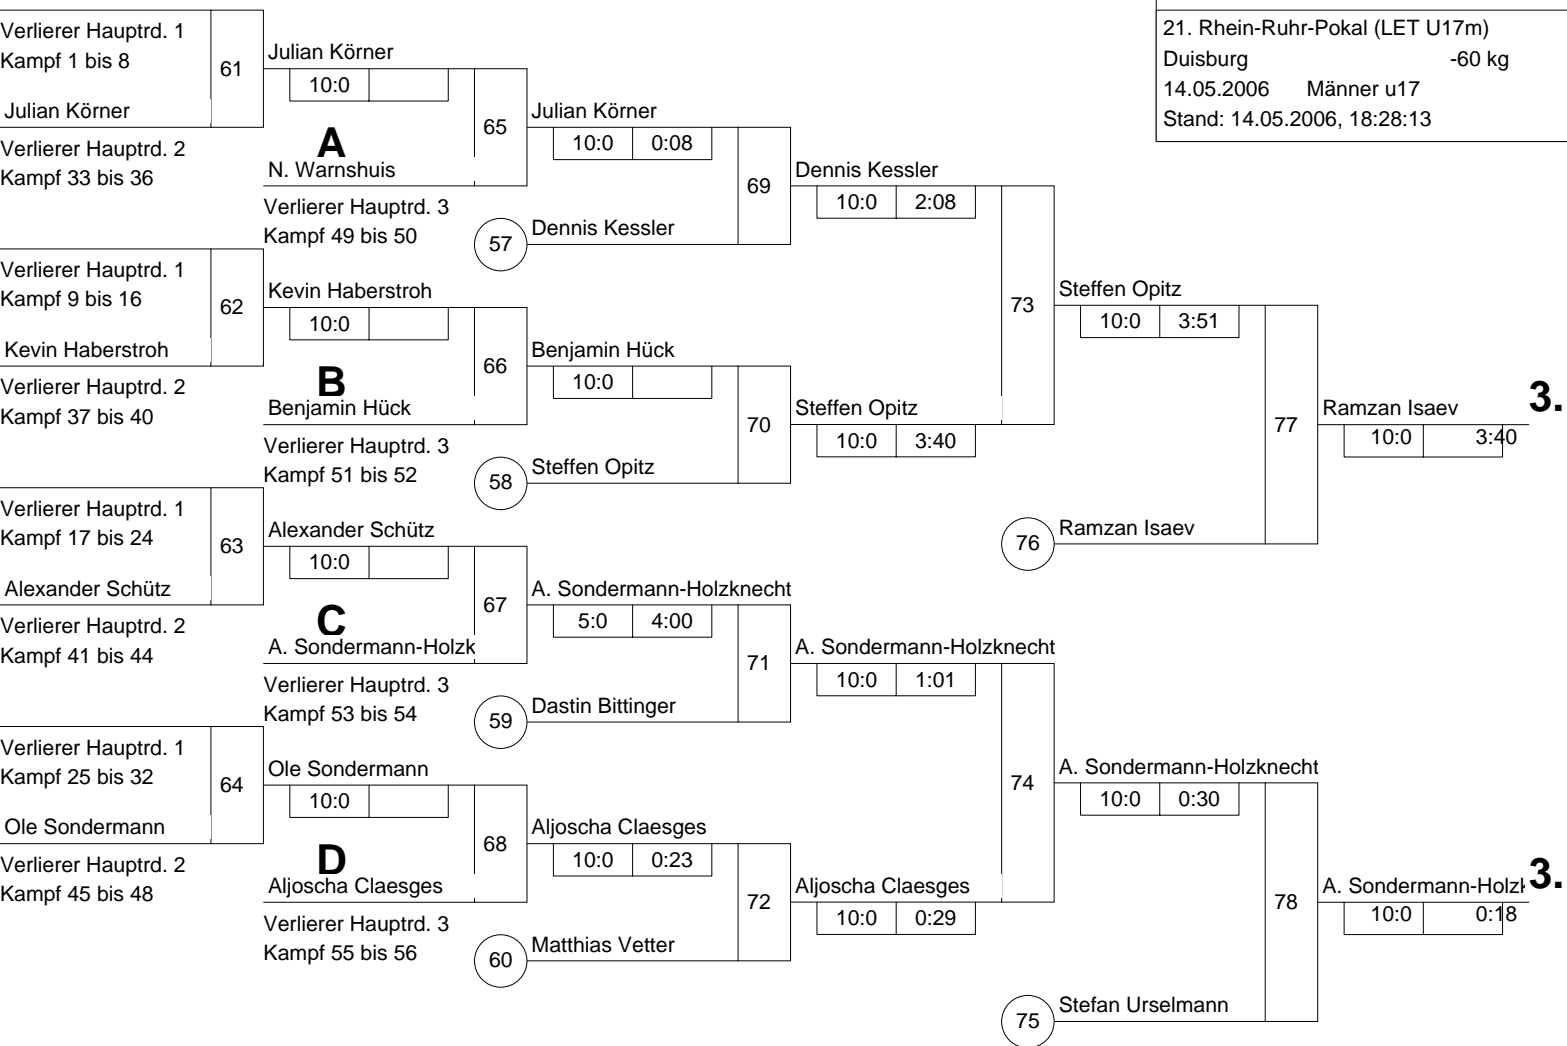 21. Rhein-Ruhr-Pokal (LET U17m)
Duisburg -60 kg
14.05.2006 Männer u17
Stand: 14.05.2006, 18:28:13
Verlierer Hauptrd. 1
Kampf 1 bis 8
61
Julian Körner
Verlierer Hauptrd. 2
Kampf 33 bis 36
Julian Körner
10:0
A
65
N. Warnshuis
Verlierer Hauptrd. 3
Kampf 49 bis 50
Julian Körner
10:0 0:08
69
57
Dennis Kessler
Dennis Kessler
10:0 2:08
Verlierer Hauptrd. 1
Kampf 9 bis 16
62
Kevin Haberstroh
Verlierer Hauptrd. 2
Kampf 37 bis 40
Kevin Haberstroh
10:0
B
66
Benjamin Hück
Verlierer Hauptrd. 3
Kampf 51 bis 52
Benjamin Hück
10:0
70
58
Steffen Opitz
Steffen Opitz
10:0 3:40
73
Steffen Opitz
10:0 3:51
77
76
Ramzan Isaev
Ramzan Isaev
10:0 3:40
3.
Verlierer Hauptrd. 1
Kampf 17 bis 24
63
Alexander Schütz
Verlierer Hauptrd. 2
Kampf 41 bis 44
Alexander Schütz
10:0
C
67
A. Sondermann-Holzk
Verlierer Hauptrd. 3
Kampf 53 bis 54
A. Sondermann-Holzknecht
5:0 4:00
71
59
Dastin Bittinger
A. Sondermann-Holzknecht
10:0 1:01
Verlierer Hauptrd. 1
Kampf 25 bis 32
64
Ole Sondermann
Verlierer Hauptrd. 2
Kampf 45 bis 48
Ole Sondermann
10:0
D
68
Aljoscha Claesges
Verlierer Hauptrd. 3
Kampf 55 bis 56
Aljoscha Claesges
10:0 0:23
72
60
Matthias Vetter
Aljoscha Claesges
10:0 0:29
74
A. Sondermann-Holzknecht
10:0 0:30
78
75
Stefan Urselmann
A. Sondermann-Holzk
10:0 0:18
3.